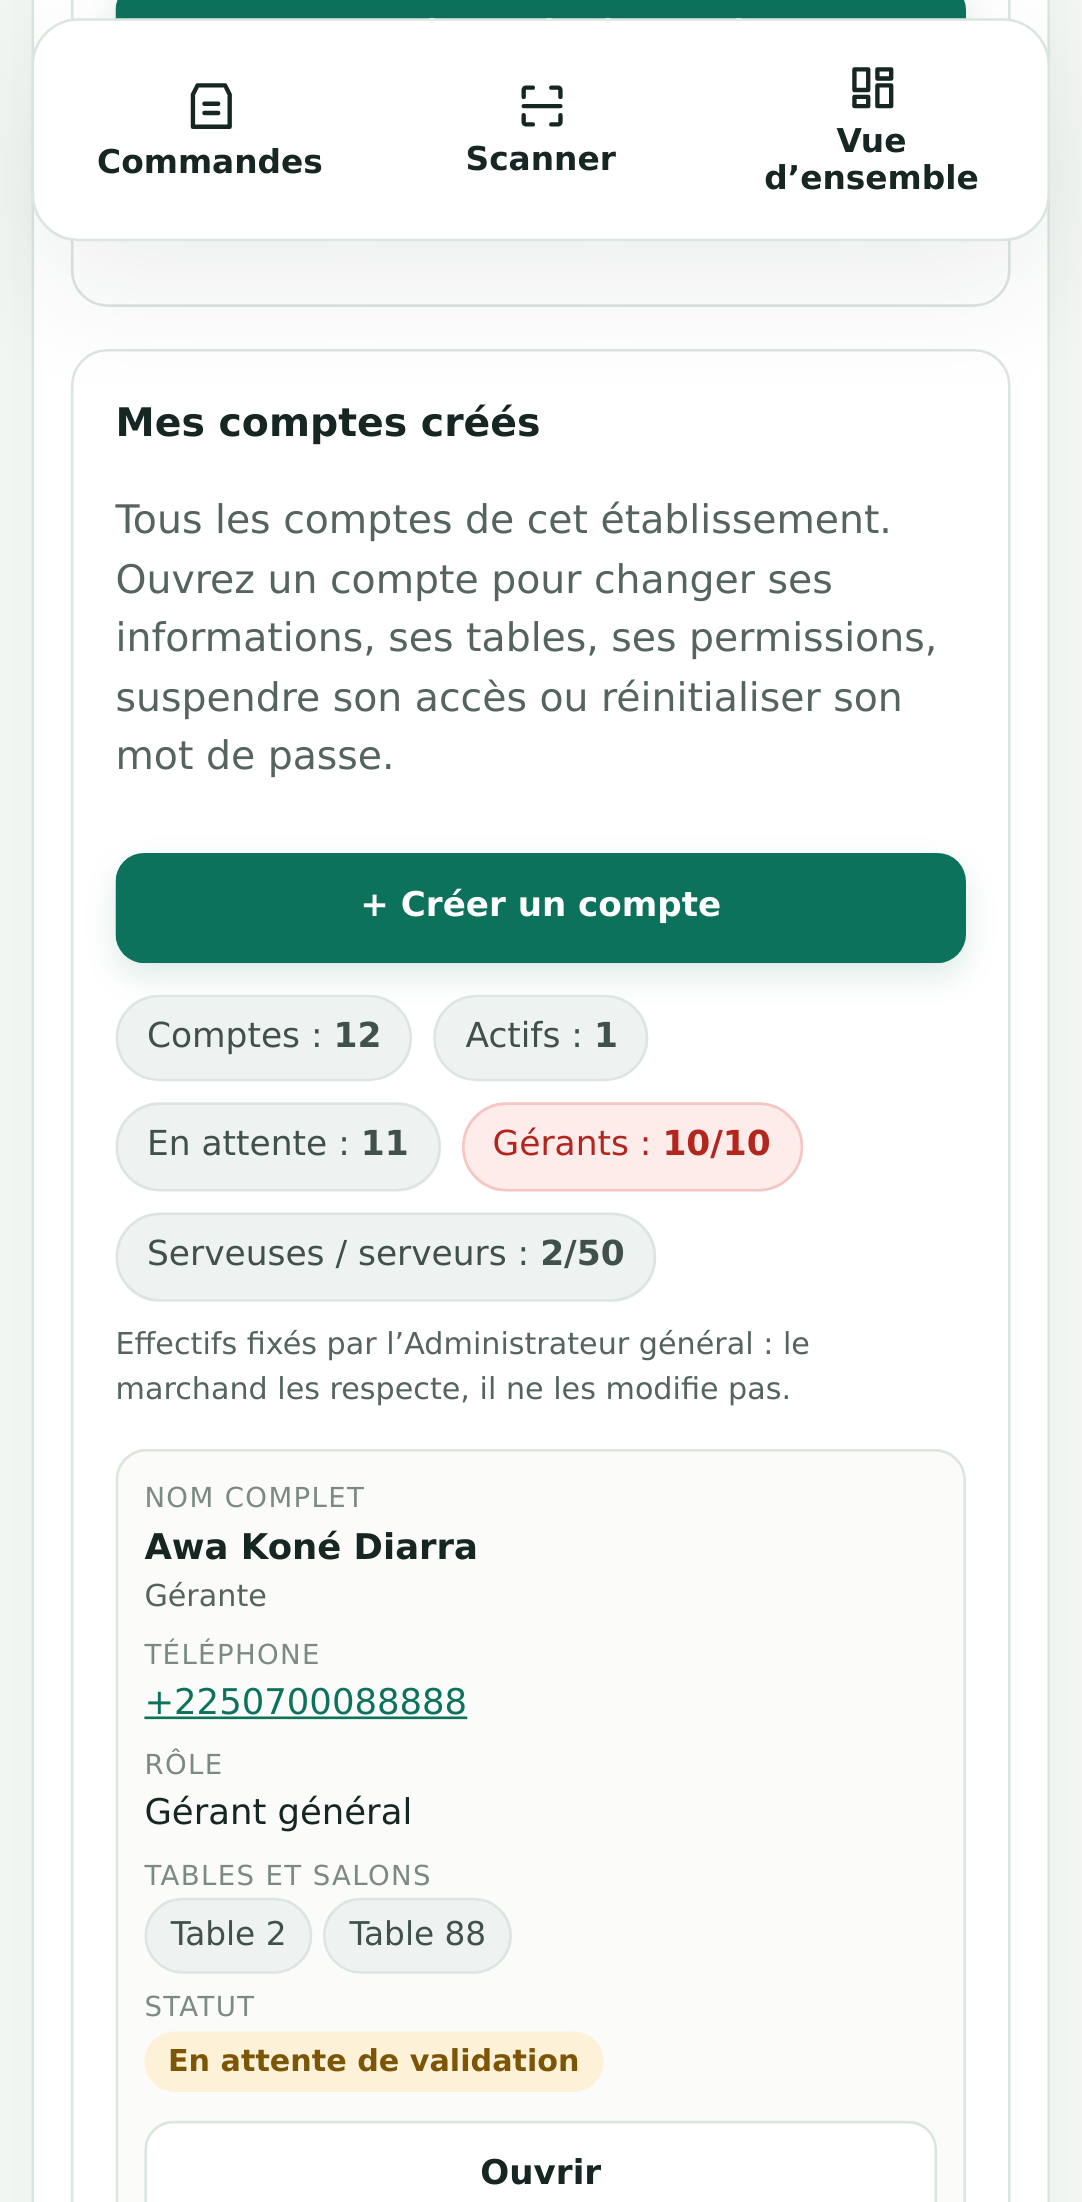 Commandes
Scanner
Vue
d’ensemble
Mes comptes créés
Tous les comptes de cet établissement.
Ouvrez un compte pour changer ses
informations, ses tables, ses permissions,
suspendre son accès ou réinitialiser son
mot de passe.
+ Créer un compte
Comptes : 12
Actifs : 1
En attente : 11
Gérants : 10/10
Serveuses / serveurs : 2/50
Effectifs fixés par l’Administrateur général : le
marchand les respecte, il ne les modifie pas.
NOM COMPLET
Awa Koné Diarra
Gérante
TÉLÉPHONE
+2250700088888
RÔLE
Gérant général
TABLES ET SALONS
Table 2
Table 88
STATUT
En attente de validation
Ouvrir